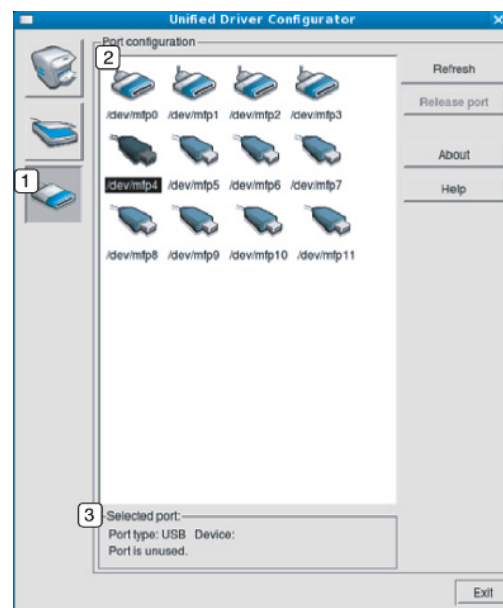 Unified Driver Configurator
Port configuration
2
/dev/mfp0 /dev/mfp1 /dev/mfp2 /dev/mfp3
/dev/mfp4 /dev/mfp5 /dev/mfp6 /dev/mfp7
/dev/mfp8 /dev/mfp9 /dev/mfp10 /dev/mfp11
Refresh
Release port
About
Help
1
3
Selected port:
Port type: USB Device:
Port is unused.
Exit